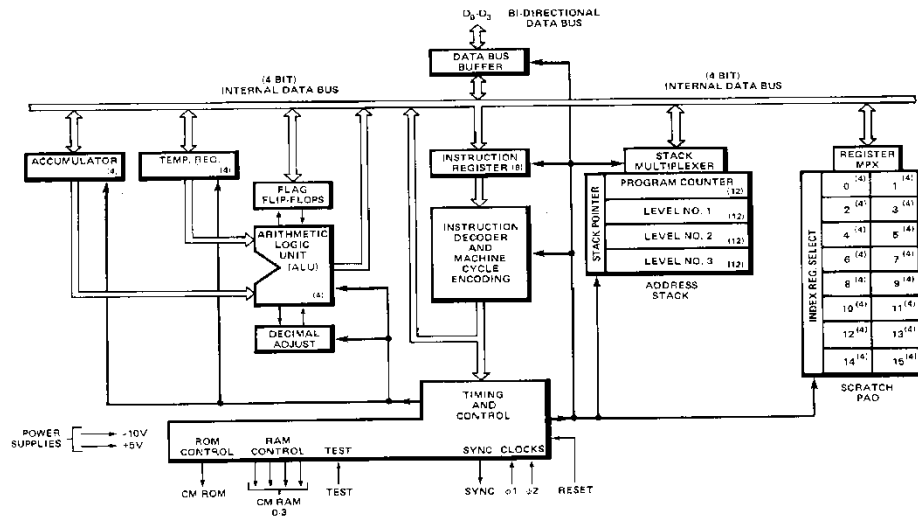 D0-D3 BI-DIRECTIONAL
DATA BUS
DATA BUS
BUFFER
(4 BIT)
INTERNAL DATA BUS
(4 BIT)
INTERNAL DATA BUS
ACCUMULATOR
(4)
TEMP. REG.
(4)
FLAG
FLIP-FLOPS
ARITHMETIC
LOGIC
UNIT
(ALU)
(4)
DECIMAL
ADJUST
INSTRUCTION
REGISTER (8)
INSTRUCTION
DECODER
AND
MACHINE
CYCLE
ENCODING
STACK
MULTIPLEXER
STACK POINTER
PROGRAM COUNTER
(12)
LEVEL NO. 1
(12)
LEVEL NO. 2
(12)
LEVEL NO. 3
(12)
ADDRESS
STACK
REGISTER
MPX
INDEX REG. SELECT
0 (4) 1 (4)
2 (4) 3 (4)
4 (4) 5 (4)
6 (4) 7 (4)
8 (4) 9 (4)
10 (4) 11 (4)
12 (4) 13 (4)
14 (4) 15 (4)
SCRATCH
PAD
TIMING
AND
CONTROL
POWER
SUPPLIES
-10V
+5V
ROM
CONTROL
RAM
CONTROL
TEST
SYNC
CLOCKS
CM ROM
CM RAM
0-3
TEST
SYNC
φ1
φ2
RESET